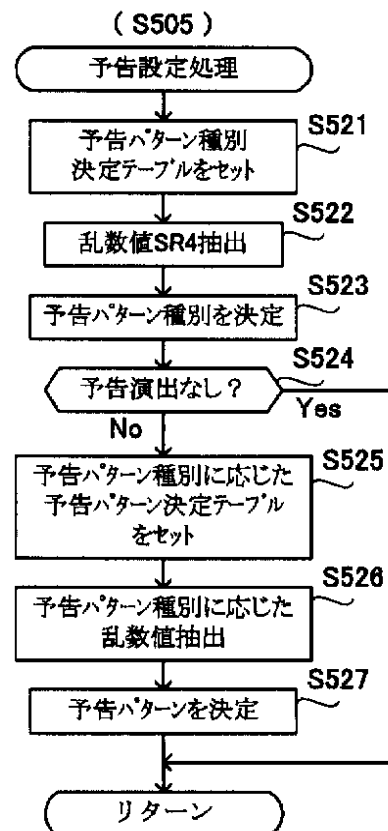 (S505)
予告設定処理
S521
予告パターン種別
決定テーブルをセット
S522
乱数値SR4抽出
S523
予告パターン種別を決定
S524
予告演出なし?
Yes
No
S525
予告パターン種別に応じた
予告パターン決定テーブル
をセット
S526
予告パターン種別に応じた
乱数値抽出
S527
予告パターンを決定
リターン